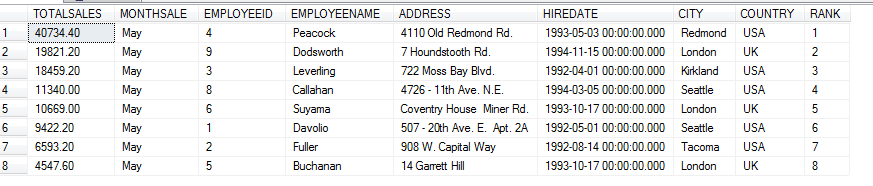 TOTALSALES MONTHSALE EMPLOYEEID EMPLOYEENAME ADDRESS HIREDATE CITY COUNTRY RANK
1 40734.40 May 4 Peacock 4110 Old Redmond Rd. 1993-05-03 00:00:00.000 Redmond USA 1
2 19821.20 May 9 Dodsworth 7 Houndstooth Rd. 1994-11-15 00:00:00.000 London UK 2
3 18459.20 May 3 Leverling 722 Moss Bay Blvd. 1992-04-01 00:00:00.000 Kirkland USA 3
4 11340.00 May 8 Callahan 4726 - 11th Ave. N.E. 1994-03-05 00:00:00.000 Seattle USA 4
5 10669.00 May 6 Suyama Coventry House  Miner Rd. 1993-10-17 00:00:00.000 London UK 5
6 9422.20 May 1 Davolio 507 - 20th Ave. E.  Apt. 2A 1992-05-01 00:00:00.000 Seattle USA 6
7 6593.20 May 2 Fuller 908 W. Capital Way 1992-08-14 00:00:00.000 Tacoma USA 7
8 4547.60 May 5 Buchanan 14 Garrett Hill 1993-10-17 00:00:00.000 London UK 8